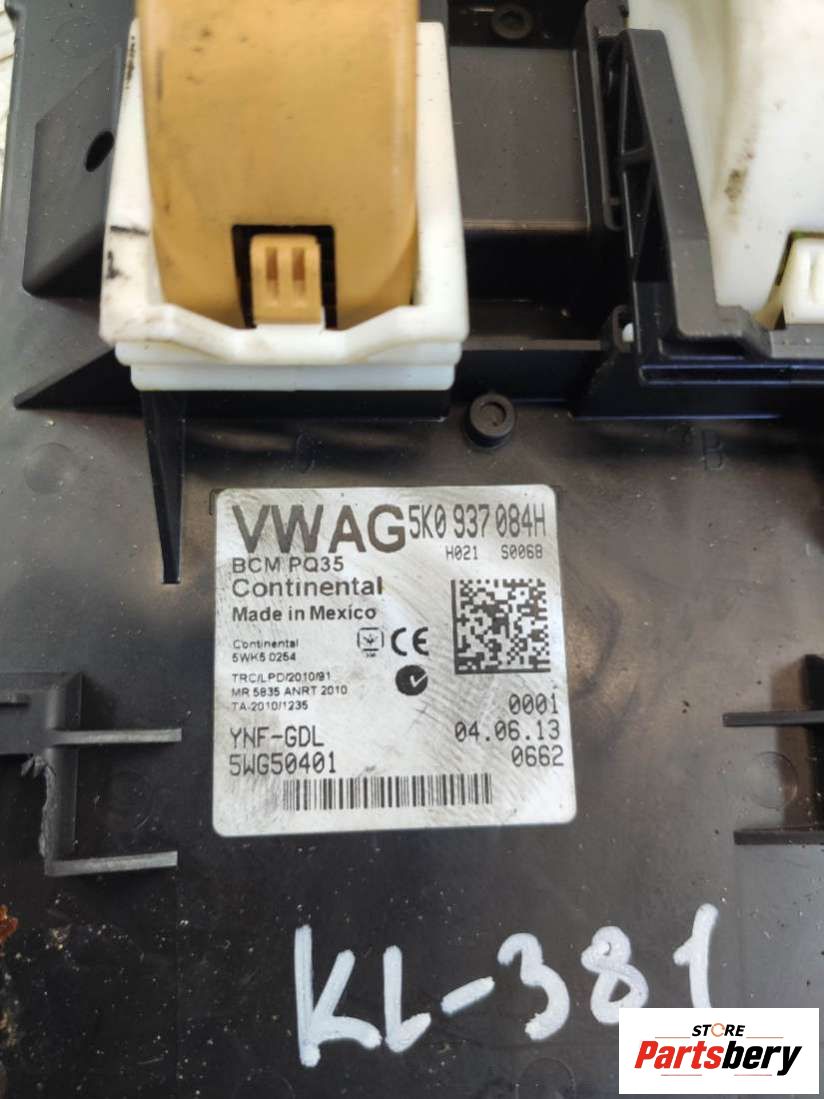 C
B
VWAG 5K0 937 084H
H021 S0068
BCM PQ35
Continental
Made in Mexico
Continental
5WK5 0254
CE
TRC/LPD/2010/91
MR 5835 ANRT 2010
TA-2010/1235
0001
YNF-GDL 04.06.13
5WG50401 0662
KL-381
STORE
Partsbery